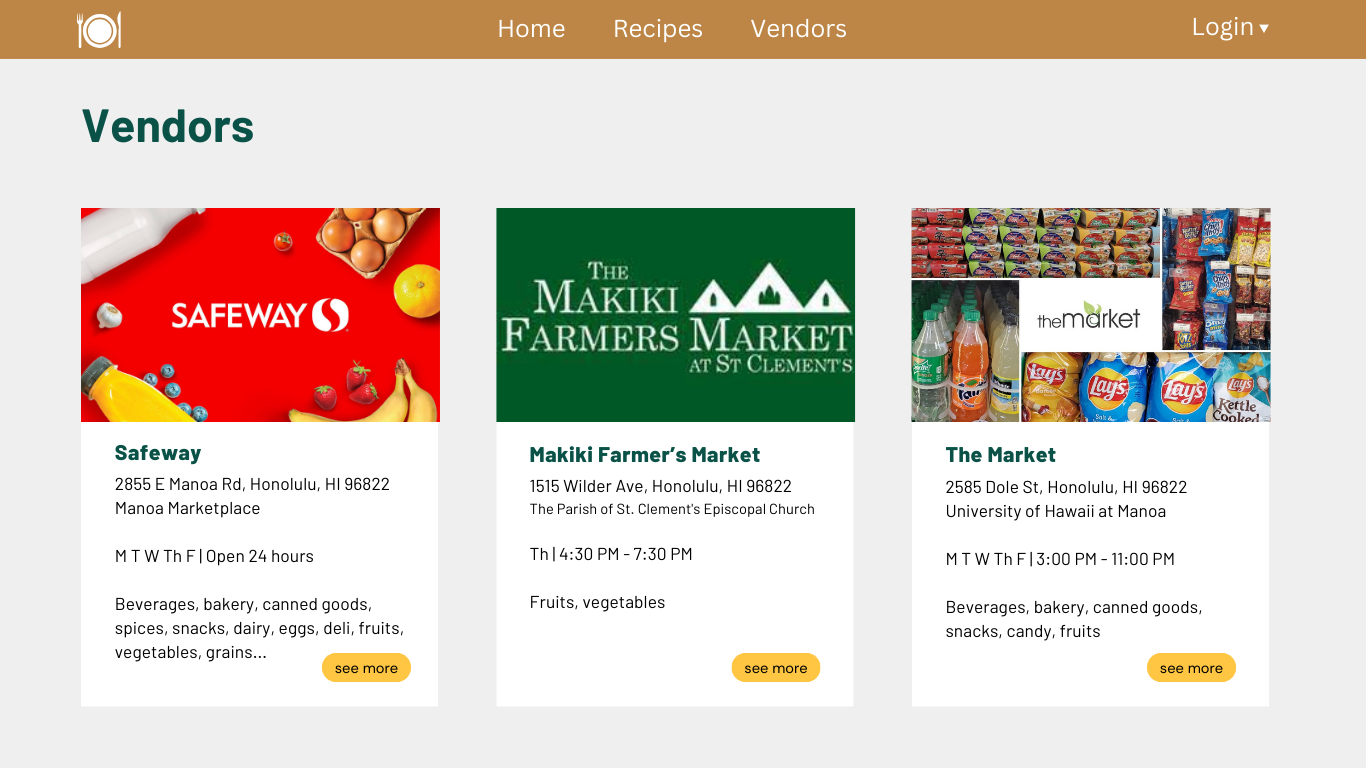 Home Recipes Vendors Login ▾
Vendors
SAFEWAY
THE
MAKIKI
FARMERS MARKET
AT ST CLEMENT'S
themarket
Lay's
Lay's
Lay's
Lay's
Kettle
Cooked
Safeway
2855 E Manoa Rd, Honolulu, HI 96822
Manoa Marketplace
M T W Th F | Open 24 hours
Beverages, bakery, canned goods,
spices, snacks, dairy, eggs, deli, fruits,
vegetables, grains...
see more
Makiki Farmer’s Market
1515 Wilder Ave, Honolulu, HI 96822
The Parish of St. Clement's Episcopal Church
Th | 4:30 PM - 7:30 PM
Fruits, vegetables
see more
The Market
2585 Dole St, Honolulu, HI 96822
University of Hawaii at Manoa
M T W Th F | 3:00 PM - 11:00 PM
Beverages, bakery, canned goods,
snacks, candy, fruits
see more